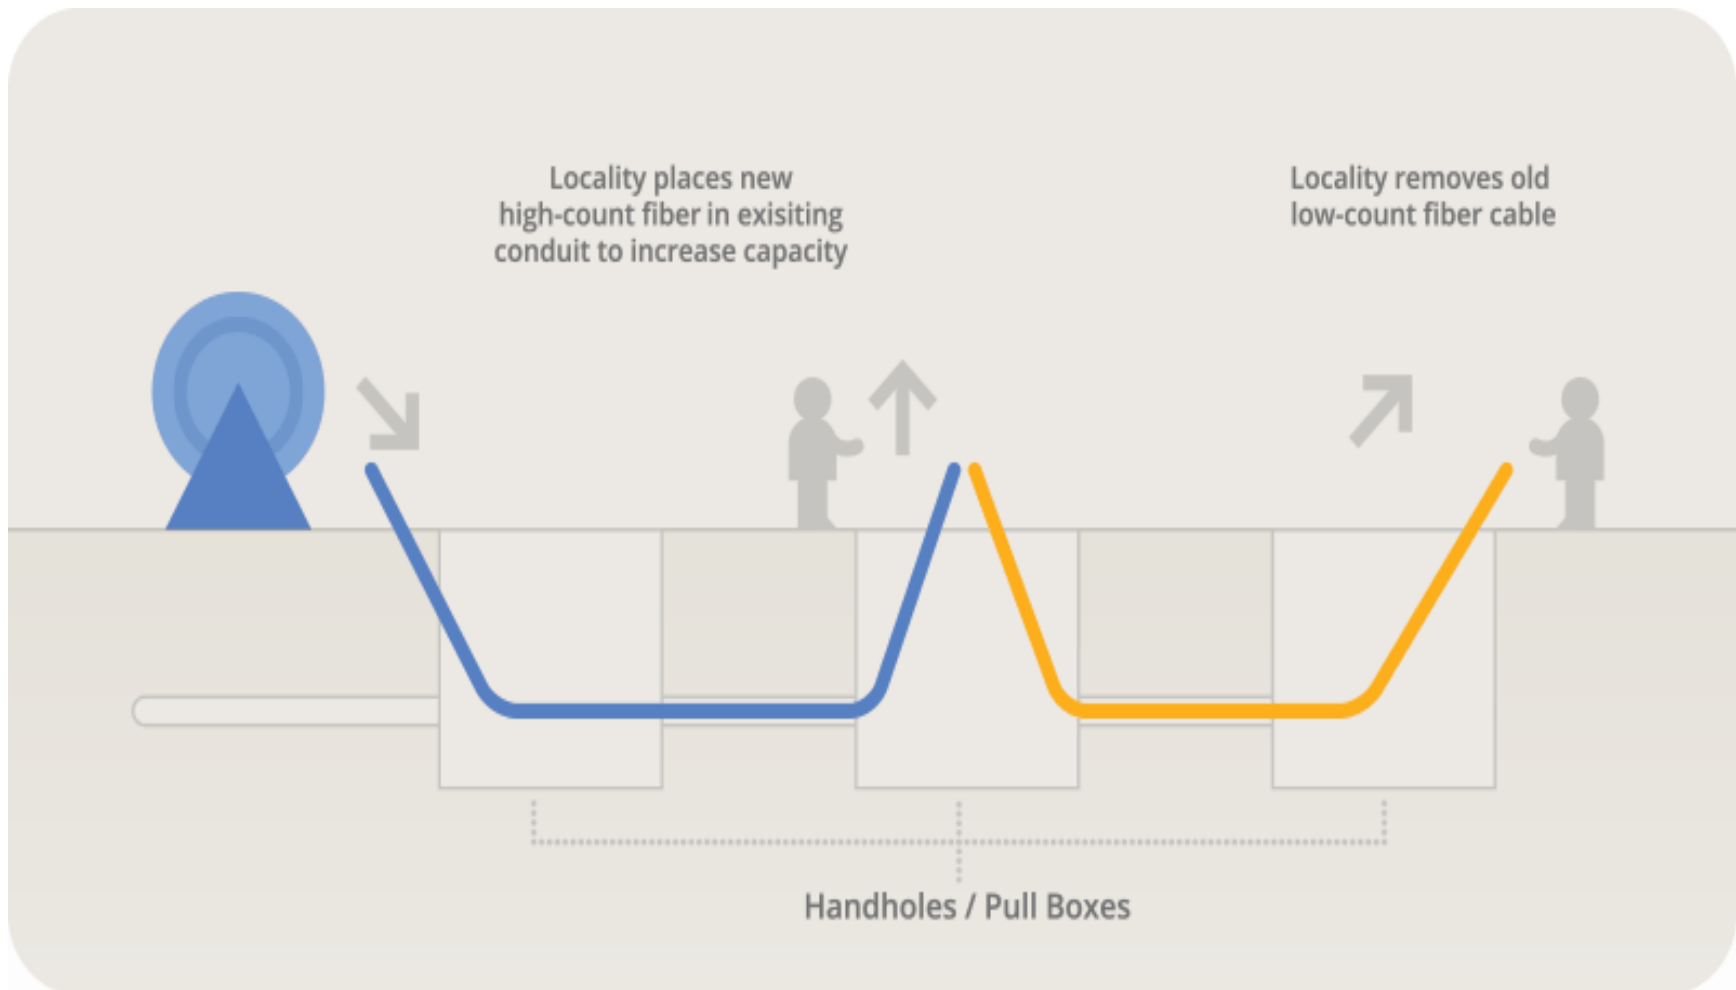 Locality places new
high-count fiber in exisiting
conduit to increase capacity
Locality removes old
low-count fiber cable
Handholes / Pull Boxes